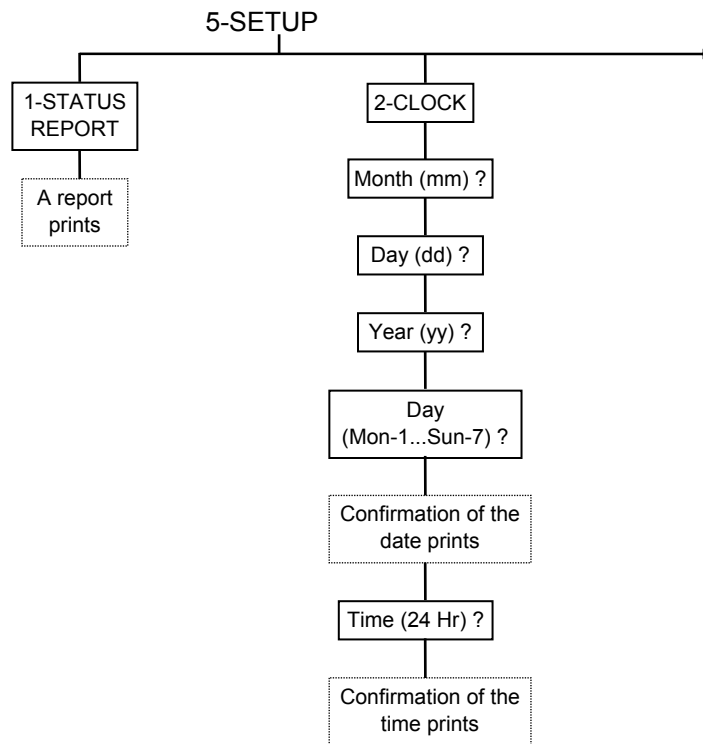 5-SETUP
1-STATUS
REPORT
A report
prints
2-CLOCK
Month (mm) ?
Day (dd) ?
Year (yy) ?
Day
(Mon-1...Sun-7) ?
Confirmation of the
date prints
Time (24 Hr) ?
Confirmation of the
time prints